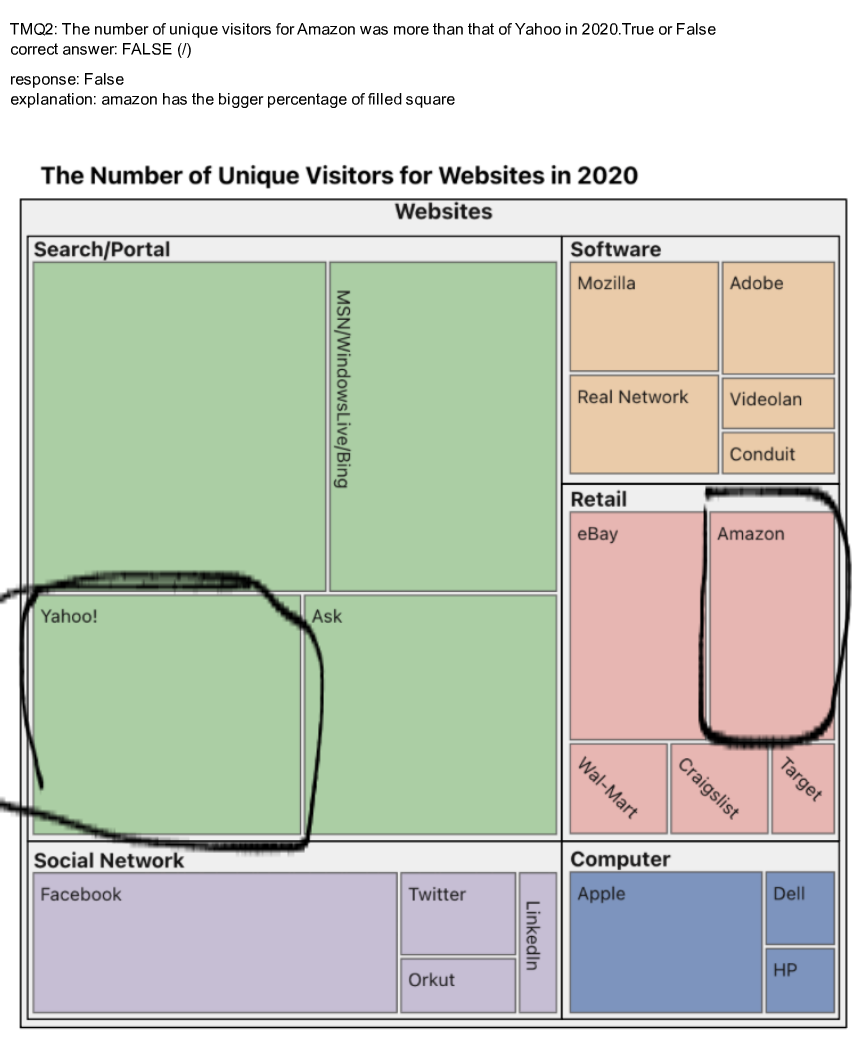 TMQ2: The number of unique visitors for Amazon was more than that of Yahoo in 2020.True or False
correct answer: FALSE (/)
response: False
explanation: amazon has the bigger percentage of filled square
The Number of Unique Visitors for Websites in 2020
Websites
Search/Portal
MSN/WindowsLive/Bing
Yahoo!
Ask
Software
Mozilla
Adobe
Real Network
Videolan
Conduit
Retail
eBay
Amazon
Wal-Mart
Craigslist
Target
Social Network
Facebook
Twitter
Orkut
LinkedIn
Computer
Apple
Dell
HP